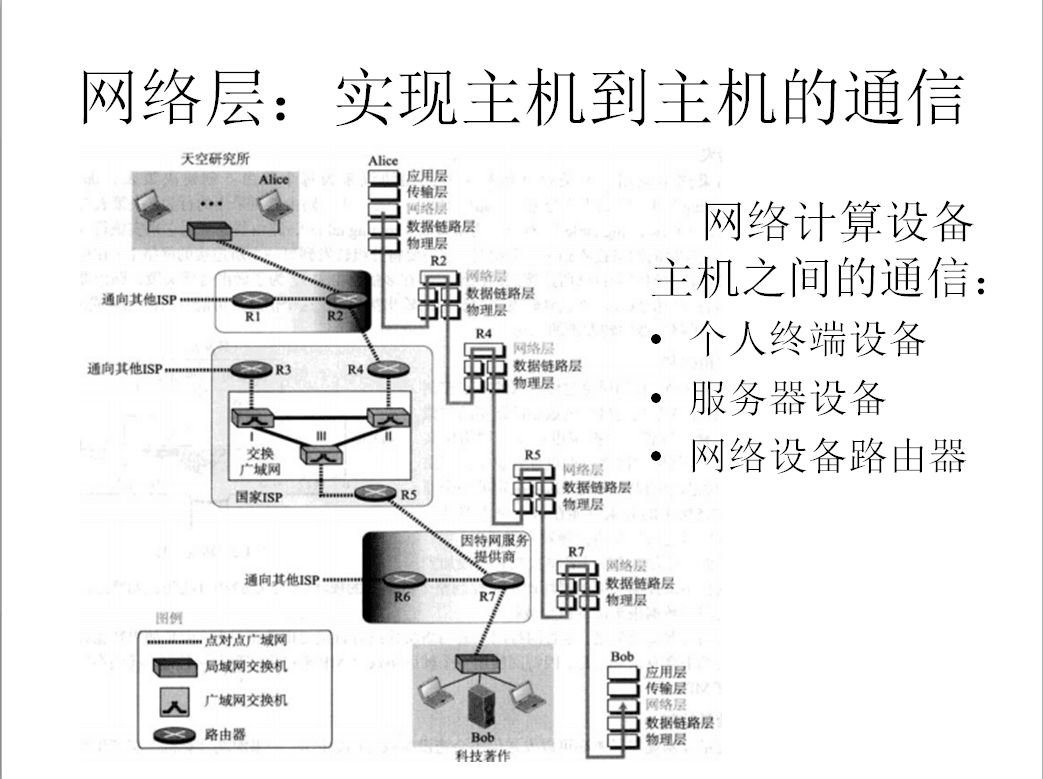 网络层：实现主机到主机的通信
天空研究所
Alice
Alice
应用层
传输层
网络层
数据链路层
物理层
R2
网络层
数据链路层
物理层
通向其他ISP
R1
R2
R4
网络层
数据链路层
物理层
通向其他ISP
R3
R4
I
III
II
交换
广域网
国家ISP
R5
R5
网络层
数据链路层
物理层
因特网服务
提供商
通向其他ISP
R6
R7
R7
网络层
数据链路层
物理层
图例
点对点广域网
局域网交换机
广域网交换机
路由器
Bob
科技著作
Bob
应用层
传输层
网络层
数据链路层
物理层
网络计算设备
主机之间的通信：
• 个人终端设备
• 服务器设备
• 网络设备路由器